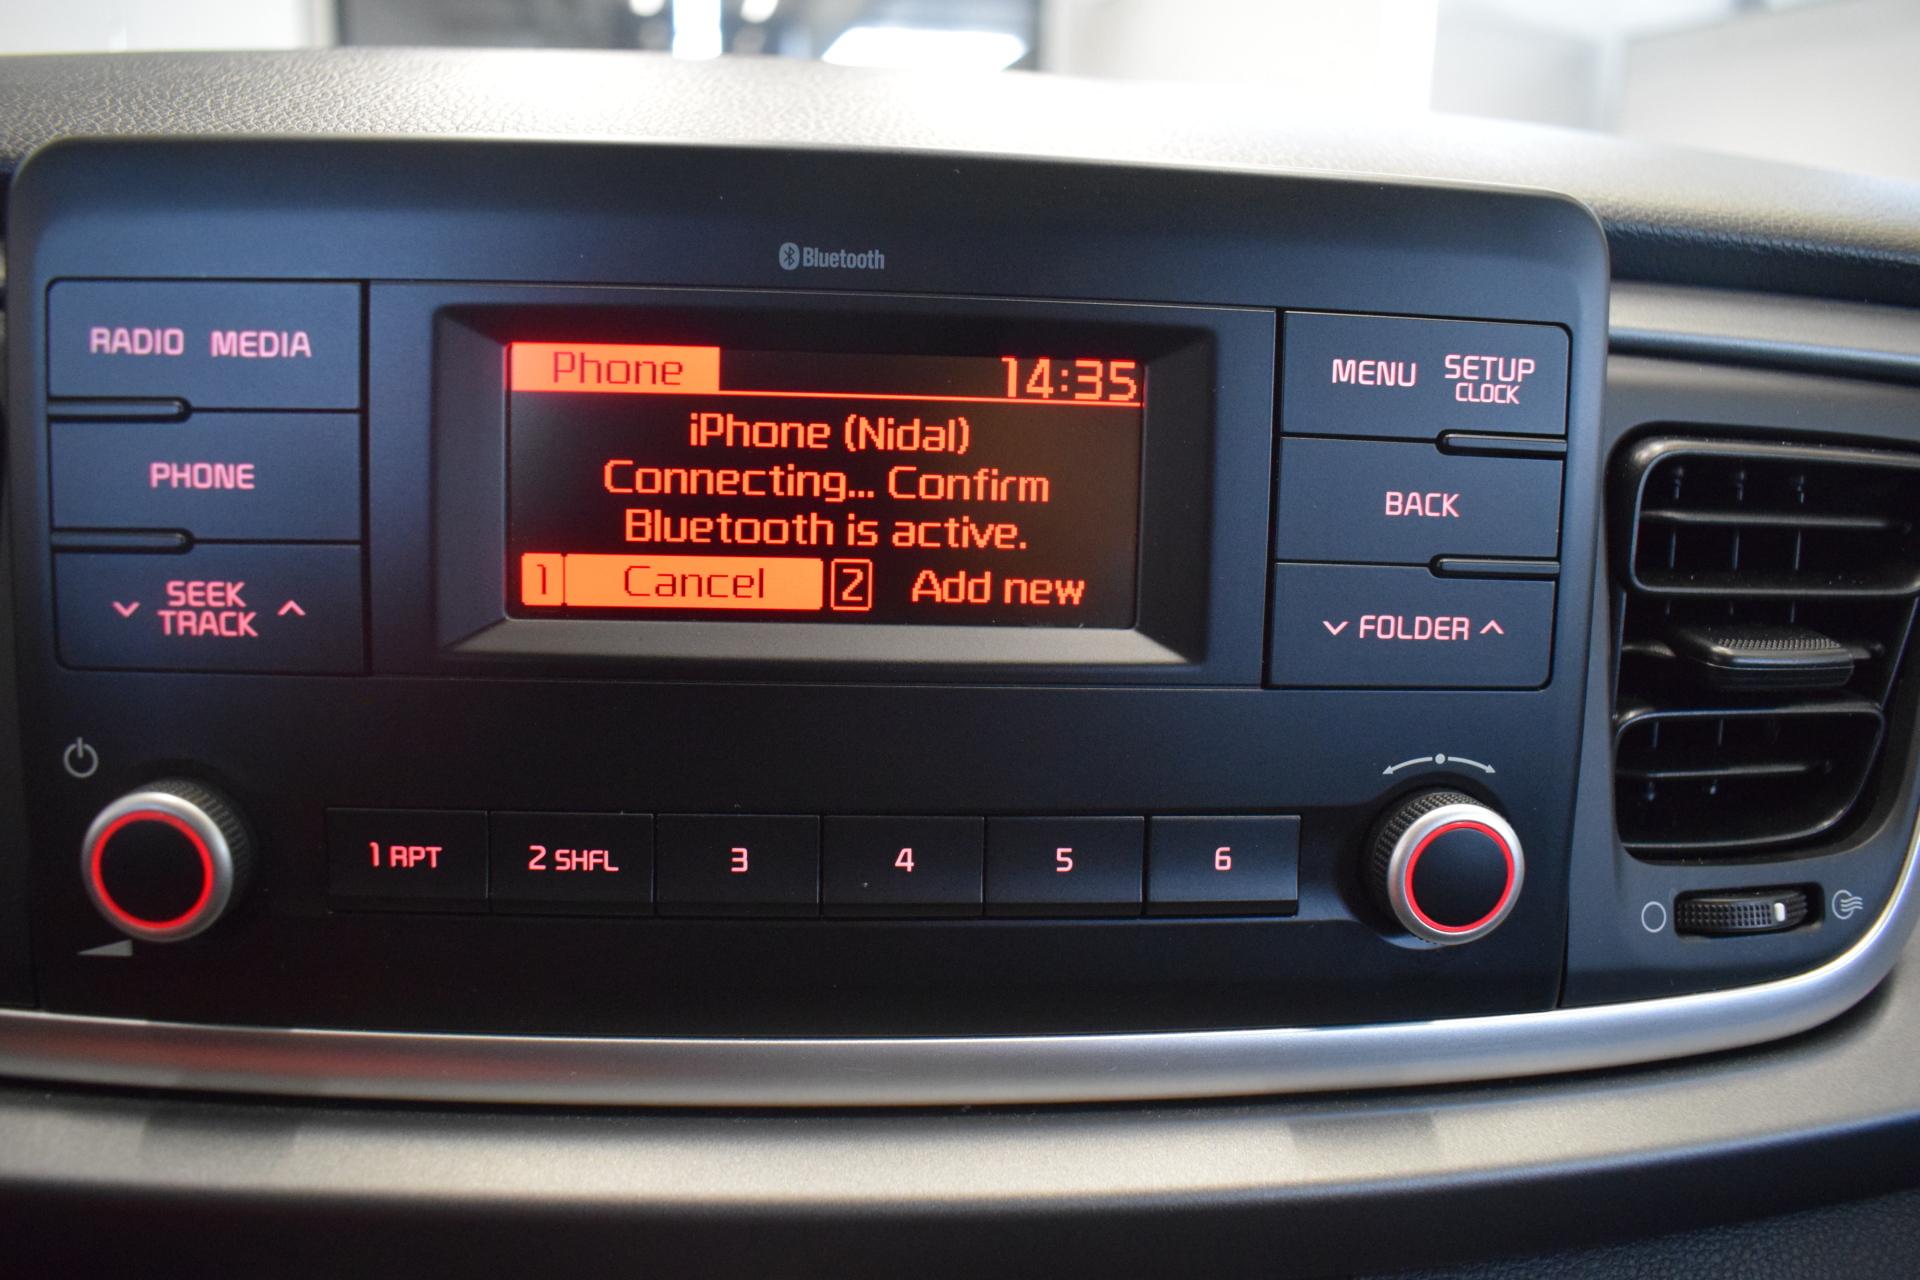 Bluetooth
RADIO MEDIA
PHONE
SEEK
TRACK
Phone 14:35
iPhone (Nidal)
Connecting... Confirm
Bluetooth is active.
1 Cancel 2 Add new
MENU SETUP
CLOCK
BACK
FOLDER
1 RPT 2 SHFL 3 4 5 6